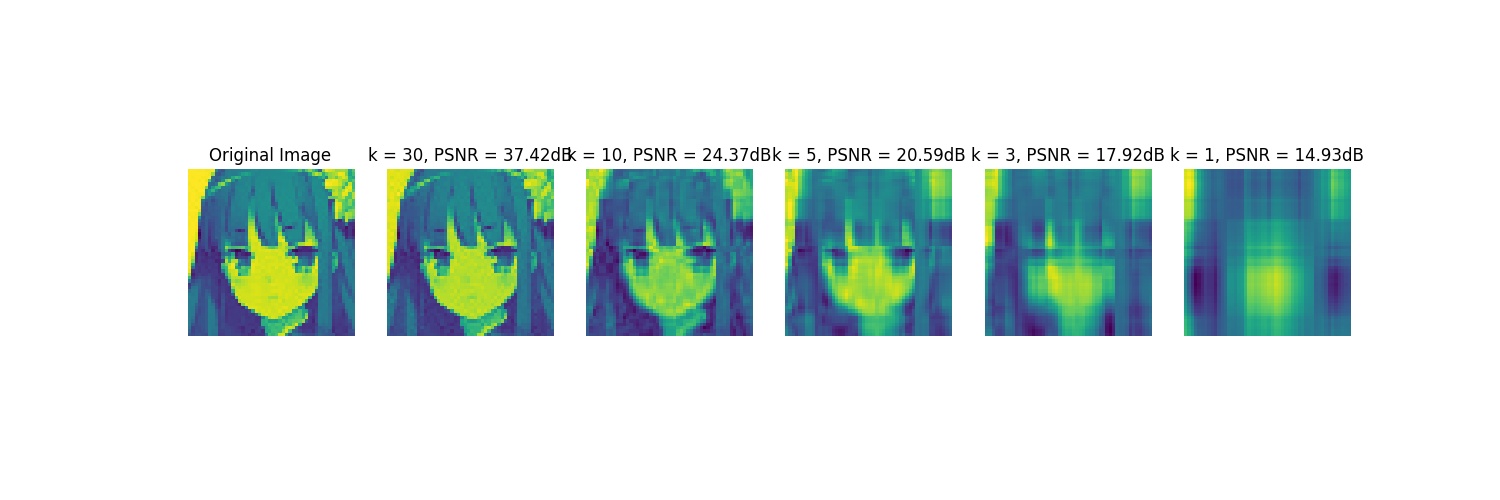 Original Image
k = 30, PSNR = 37.42dB
k = 10, PSNR = 24.37dB
k = 5, PSNR = 20.59dB
k = 3, PSNR = 17.92dB
k = 1, PSNR = 14.93dB